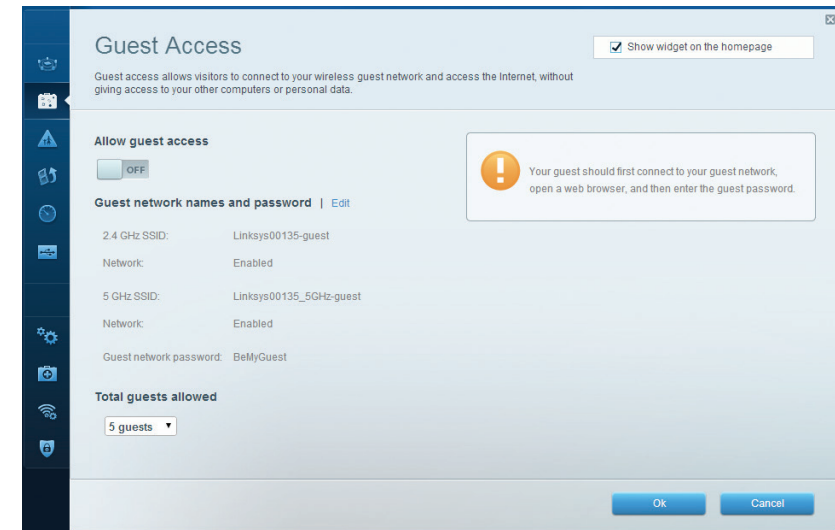 Guest Access
Show widget on the homepage
Guest access allows visitors to connect to your wireless guest network and access the Internet, without
giving access to your other computers or personal data.
Allow guest access
OFF
Your guest should first connect to your guest network,
open a web browser, and then enter the guest password.
Guest network names and password | Edit
2.4 GHz SSID: Linksys00135-guest
Network: Enabled
5 GHz SSID: Linksys00135_5GHz-guest
Network: Enabled
Guest network password: BeMyGuest
Total guests allowed
5 guests
Ok Cancel